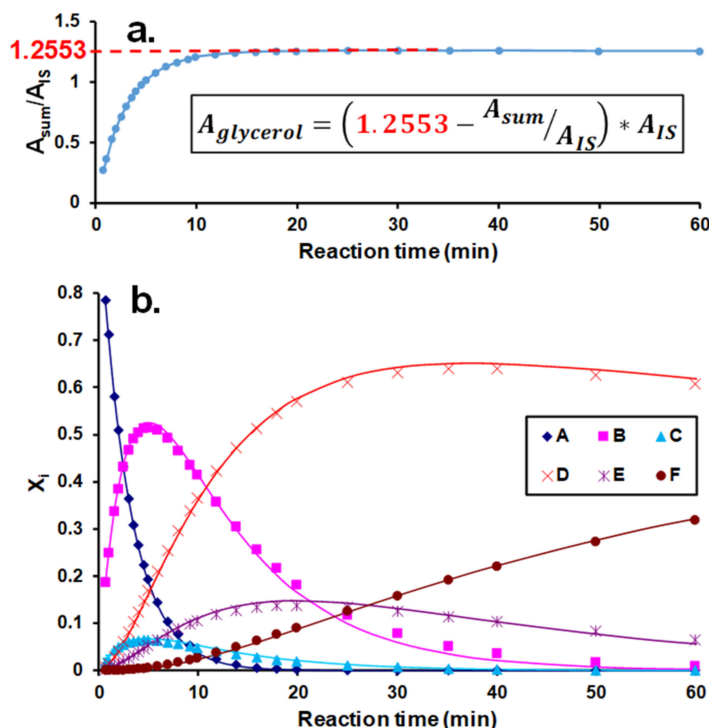 a.
1.5
1.2553
1
0.5
0
A_sum/A_IS
A_glycerol = (1.2553 − A_sum/A_IS) * A_IS
0 10 20 30 40 50 60
Reaction time (min)
b.
0.8
0.7
0.6
0.5
0.4
0.3
0.2
0.1
0
X_i
A B C
D E F
0 10 20 30 40 50 60
Reaction time (min)